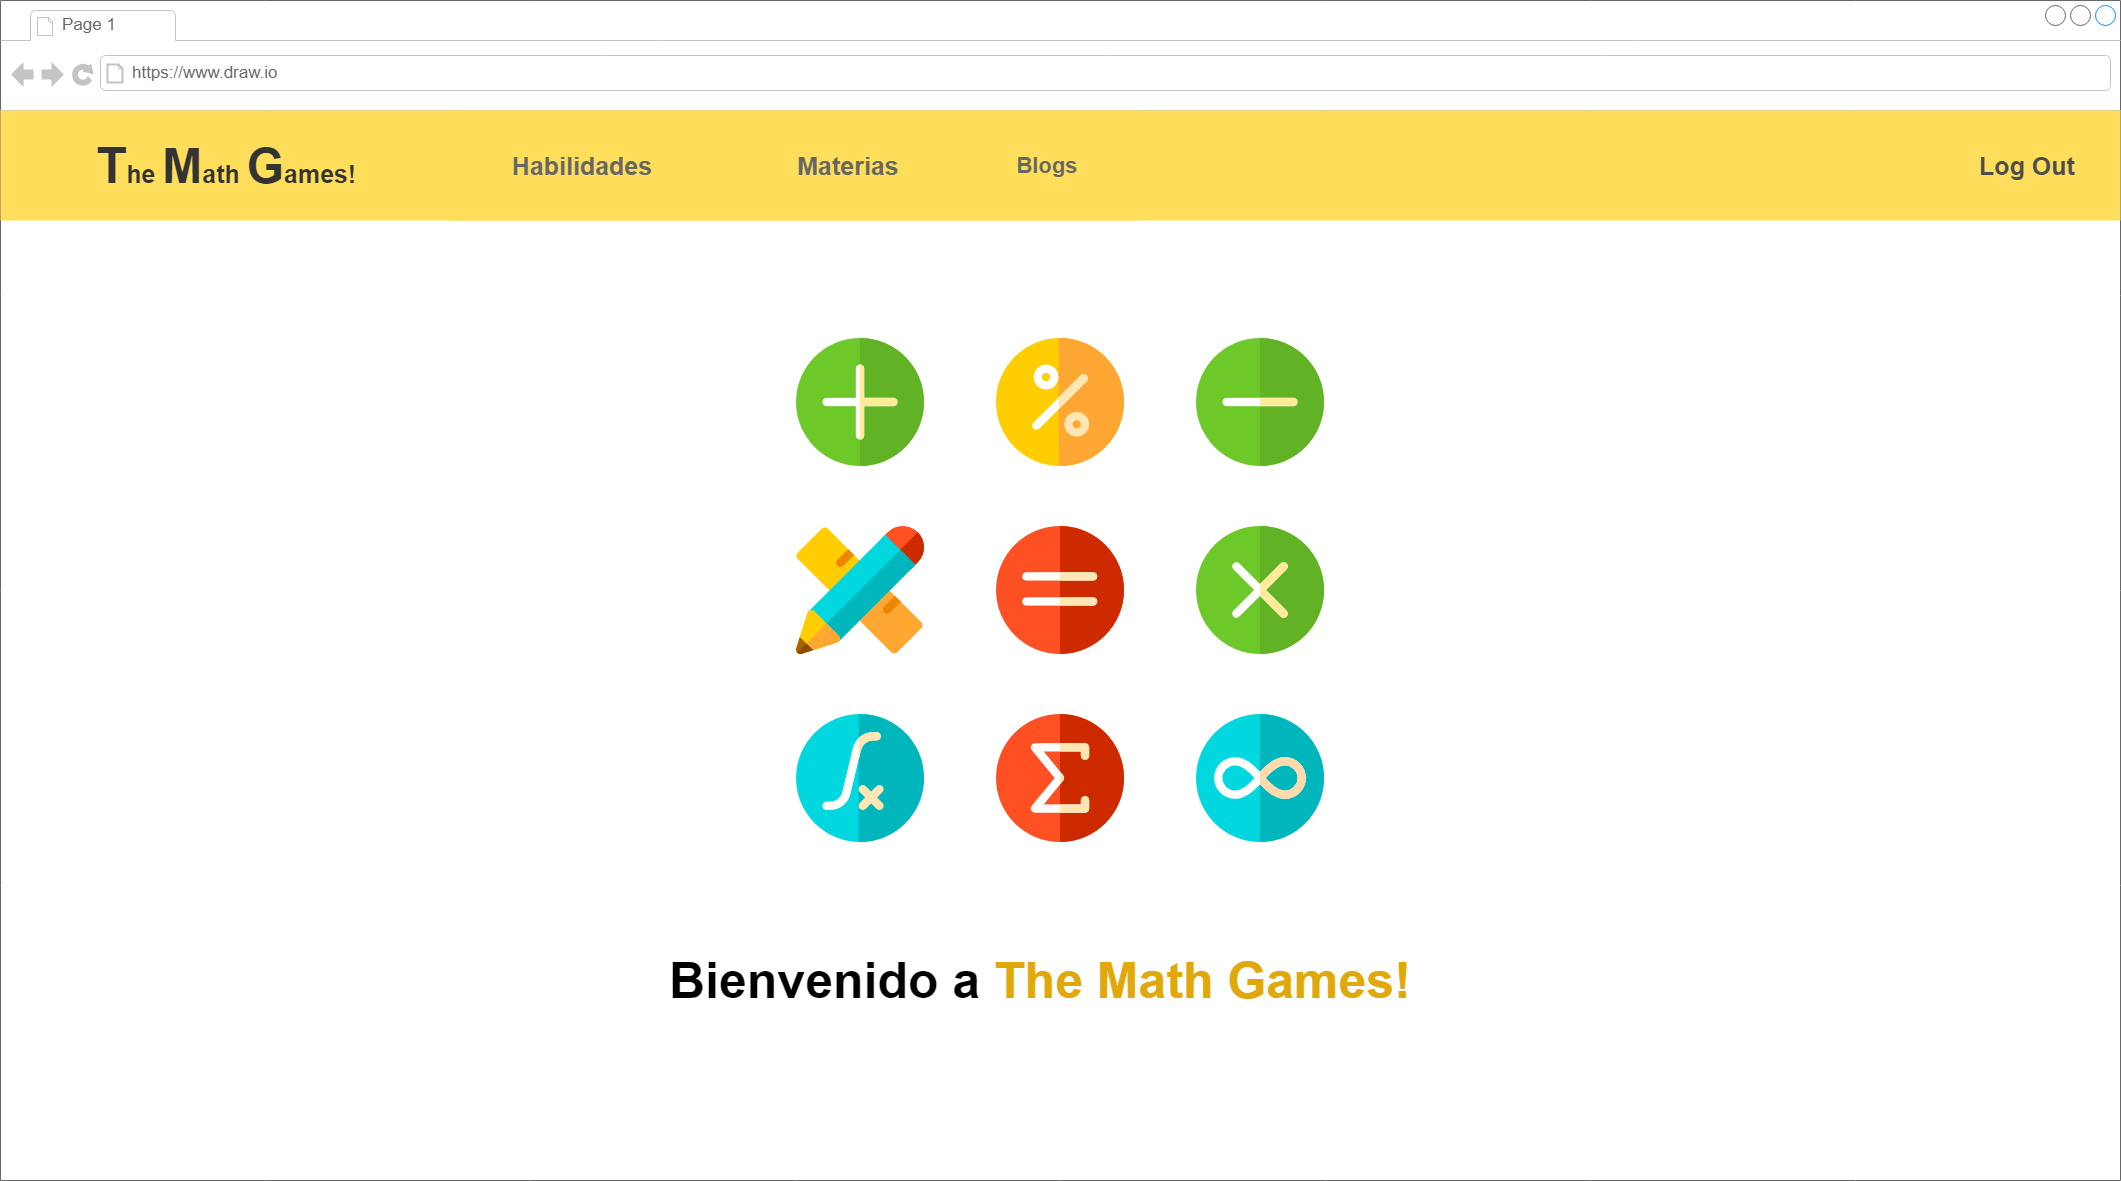 Page 1
https://www.draw.io
The Math Games! Habilidades Materias Blogs Log Out
Bienvenido a The Math Games!